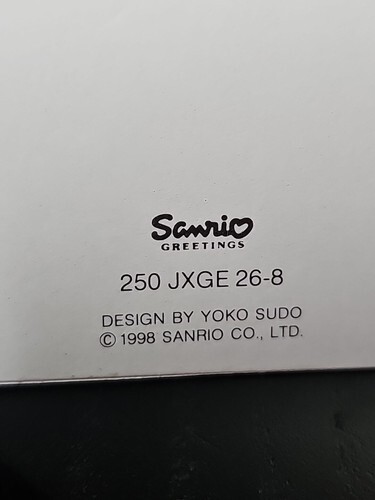 Sanrio
GREETINGS
250 JXGE 26-8
DESIGN BY YOKO SUDO
© 1998 SANRIO CO., LTD.